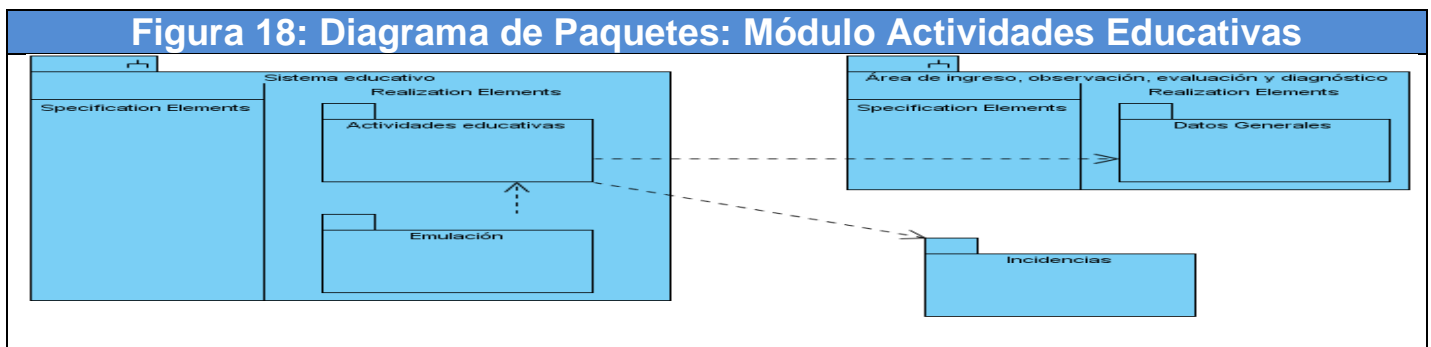 Figura 18: Diagrama de Paquetes: Módulo Actividades Educativas
Sistema educativo
Specification Elements
Realization Elements
Actividades educativas
Emulación
Área de ingreso, observación, evaluación y diagnóstico
Specification Elements
Realization Elements
Datos Generales
Incidencias